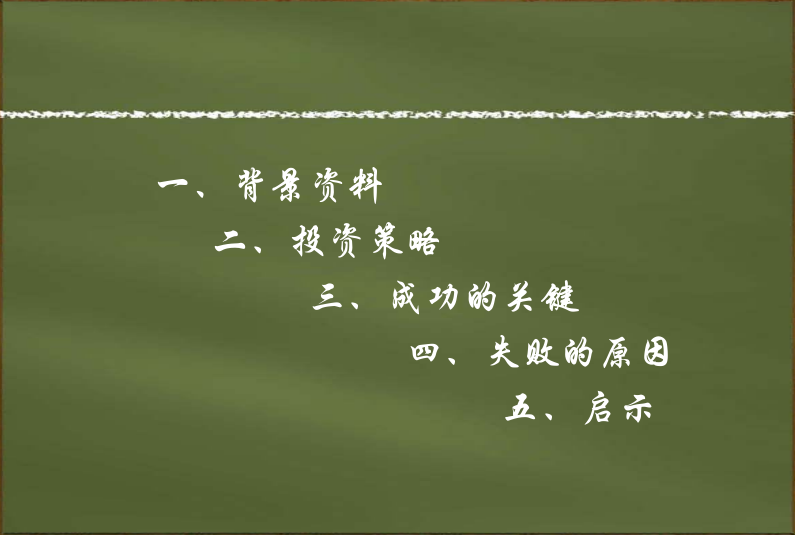 一、背景资料
二、投资策略
三、成功的关键
四、失败的原因
五、启示